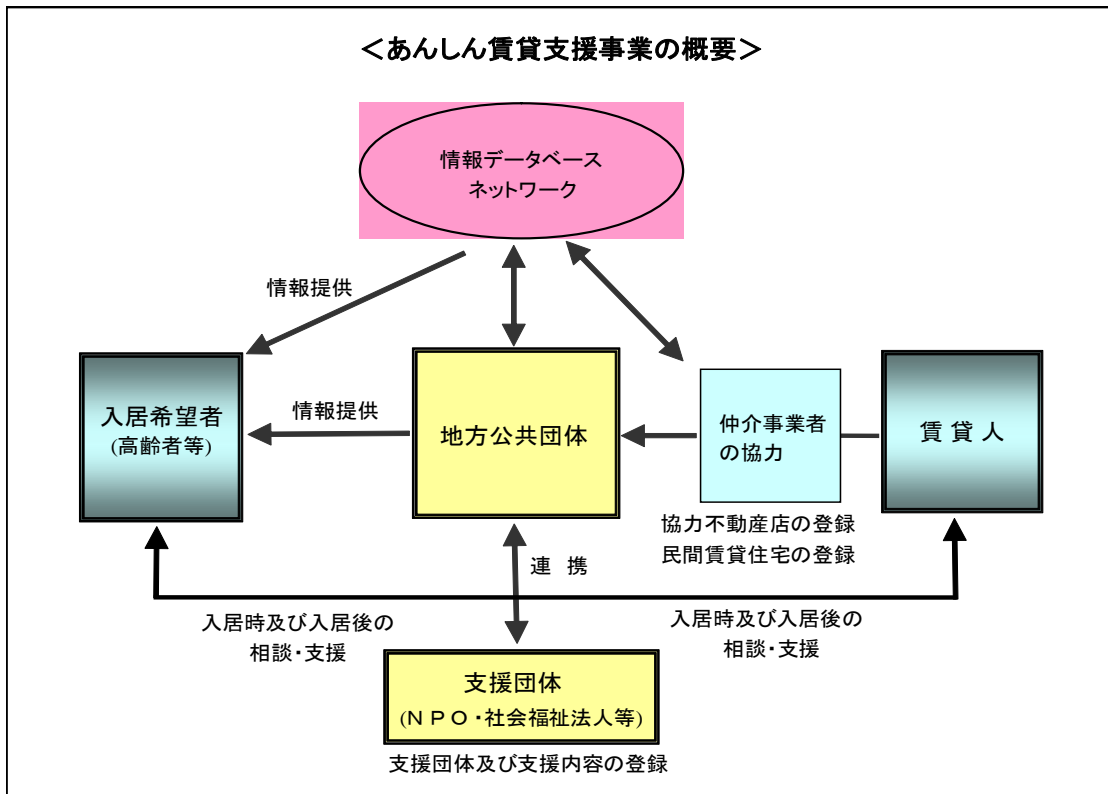 ＜あんしん賃貸支援事業の概要＞
情報データベース
ネットワーク
情報提供
入居希望者
(高齢者等)
情報提供
地方公共団体
仲介事業者
の協力
賃貸人
協力不動産店の登録
民間賃貸住宅の登録
連 携
入居時及び入居後の
相談・支援
入居時及び入居後の
相談・支援
支援団体
(ＮＰＯ・社会福祉法人等)
支援団体及び支援内容の登録